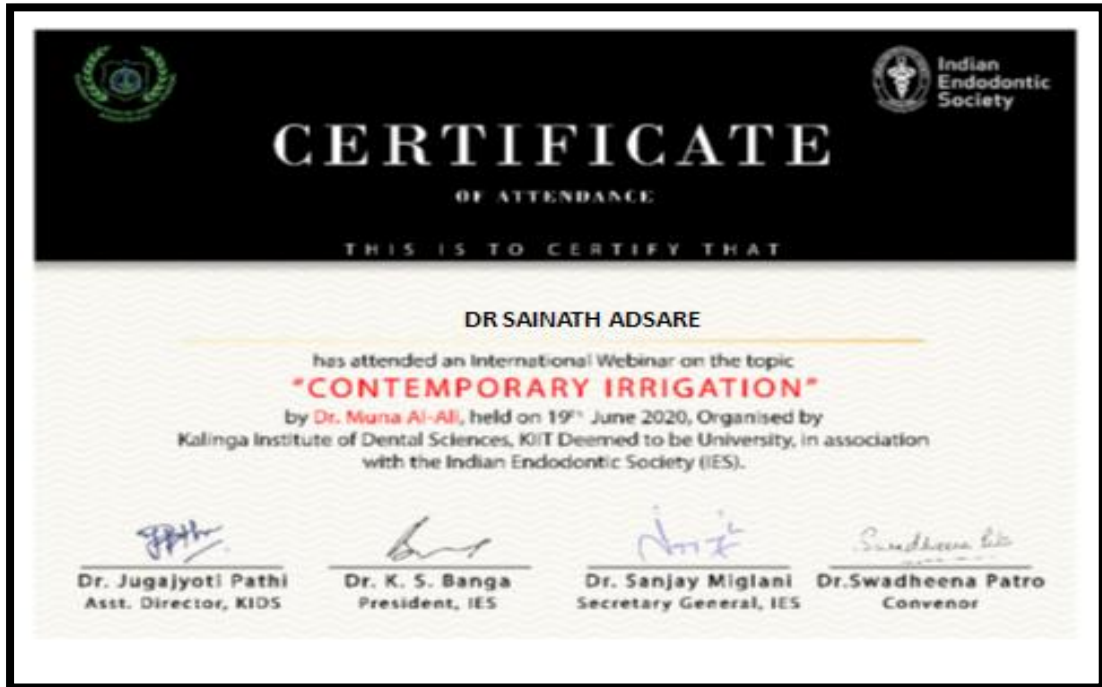 Indian
Endodontic
Society
CERTIFICATE
OF ATTENDANCE
THIS IS TO CERTIFY THAT
DR SAINATH ADSARE
has attended an International Webinar on the topic
"CONTEMPORARY IRRIGATION"
by Dr. Muna Al-Ali, held on 19th June 2020, Organised by
Kalinga Institute of Dental Sciences, KIIT Deemed to be University, in association
with the Indian Endodontic Society (IES).
Dr. Jugajyoti Pathi Dr. K. S. Banga Dr. Sanjay Miglani Dr.Swadheena Patro
Asst. Director, KIDS President, IES Secretary General, IES Convenor